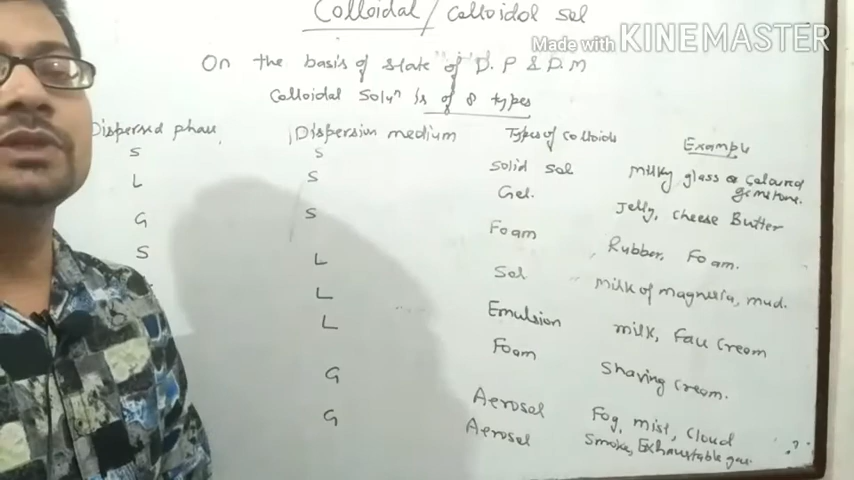 Colloidal / colloidal sol
Made with KINEMASTER
On the basis of state of D.P & D.M
Colloidal Solun is of 8 types
Dispersed phase, Dispersion medium Types of colloids Example
S S Solid sol Milky glass & coloured gemstone.
L S Gel. Jelly, cheese Butter
G S Foam Rubber, Foam.
S L Sol Milk of magnesia, mud.
L Emulsion milk, Face Cream
L Foam Shaving cream.
G Aerosol Fog, mist, cloud
G Aerosol Smoke, Exhaustable gas. ?